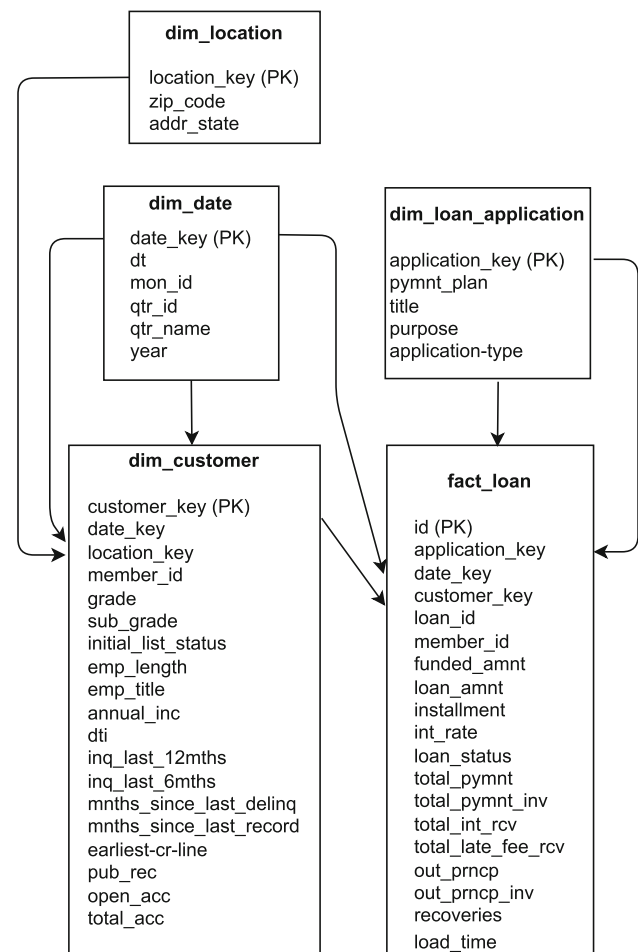 dim_location
location_key (PK)
zip_code
addr_state
dim_date
date_key (PK)
dt
mon_id
qtr_id
qtr_name
year
dim_loan_application
application_key (PK)
pymnt_plan
title
purpose
application-type
dim_customer
customer_key (PK)
date_key
location_key
member_id
grade
sub_grade
initial_list_status
emp_length
emp_title
annual_inc
dti
inq_last_12mths
inq_last_6mths
mnths_since_last_delinq
mnths_since_last_record
earliest-cr-line
pub_rec
open_acc
total_acc
fact_loan
id (PK)
application_key
date_key
customer_key
loan_id
member_id
funded_amnt
loan_amnt
installment
int_rate
loan_status
total_pymnt
total_pymnt_inv
total_int_rcv
total_late_fee_rcv
out_prncp
out_prncp_inv
recoveries
load_time